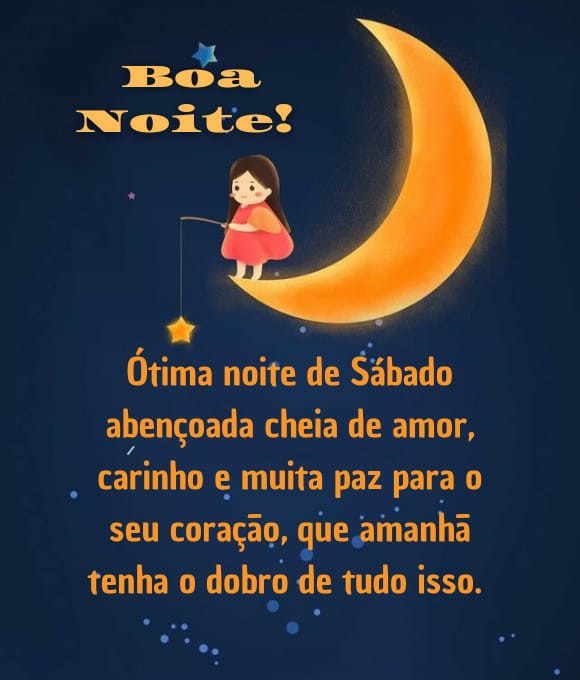 Boa
Noite!
Ótima noite de Sábado
abençoada cheia de amor,
carinho e muita paz para o
seu coração, que amanhã
tenha o dobro de tudo isso.